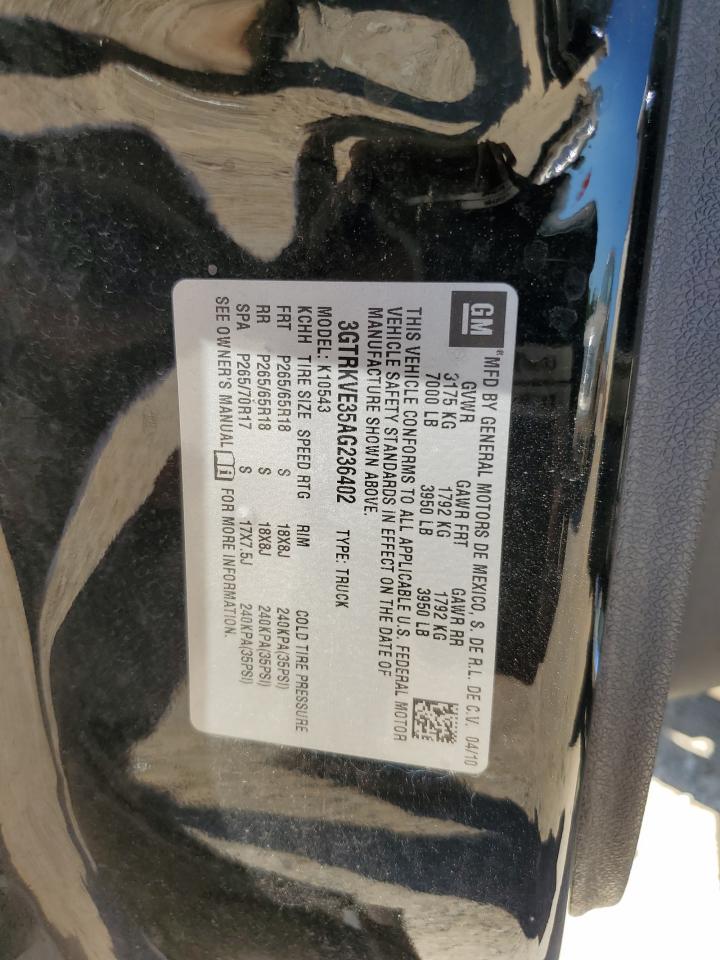 GM ® MFD BY GENERAL MOTORS DE MEXICO, S. DE R.L. DE C.V. 04/10
GVWR GAWR FRT GAWR RR
3175 KG 1792 KG 1792 KG
7000 LB 3950 LB 3950 LB
THIS VEHICLE CONFORMS TO ALL APPLICABLE U.S. FEDERAL MOTOR
VEHICLE SAFETY STANDARDS IN EFFECT ON THE DATE OF
MANUFACTURE SHOWN ABOVE.
3GTRKVE35AG236402 TYPE: TRUCK
MODEL: K10543
KCHH TIRE SIZE SPEED RTG RIM COLD TIRE PRESSURE
FRT P265/65R18 S 18X8J 240KPA(35PSI)
RR P265/65R18 S 18X8J 240KPA(35PSI)
SPA P265/70R17 S 17X7.5J 240KPA(35PSI)
SEE OWNER'S MANUAL i FOR MORE INFORMATION.